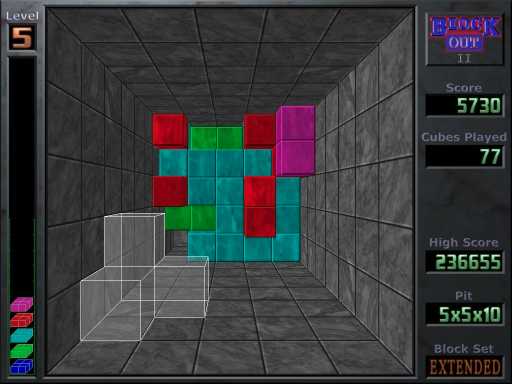 Level
5
BLOCK
OUT
II
Score
5730
Cubes Played
77
High Score
236655
Pit
5x5x10
Block Set
EXTENDED